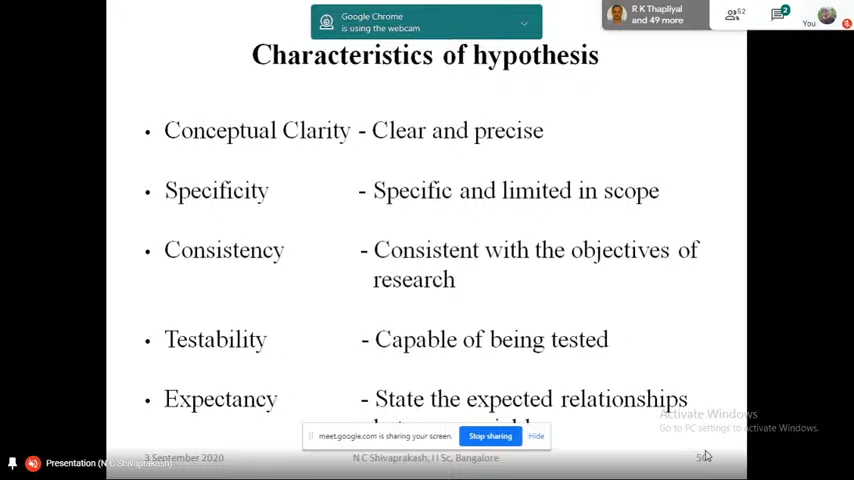 Google Chrome
is using the webcam
R K Thapliyal
and 49 more
52
2
You
Characteristics of hypothesis
• Conceptual Clarity - Clear and precise
• Specificity - Specific and limited in scope
• Consistency - Consistent with the objectives of
research
• Testability - Capable of being tested
• Expectancy - State the expected relationships
Activate Windows
Go to PC settings to activate Windows.
meet.google.com is sharing your screen. Stop sharing Hide
3 September 2020 N C Shivaprakash, II Sc, Bangalore
Presentation (N C Shivaprakash)